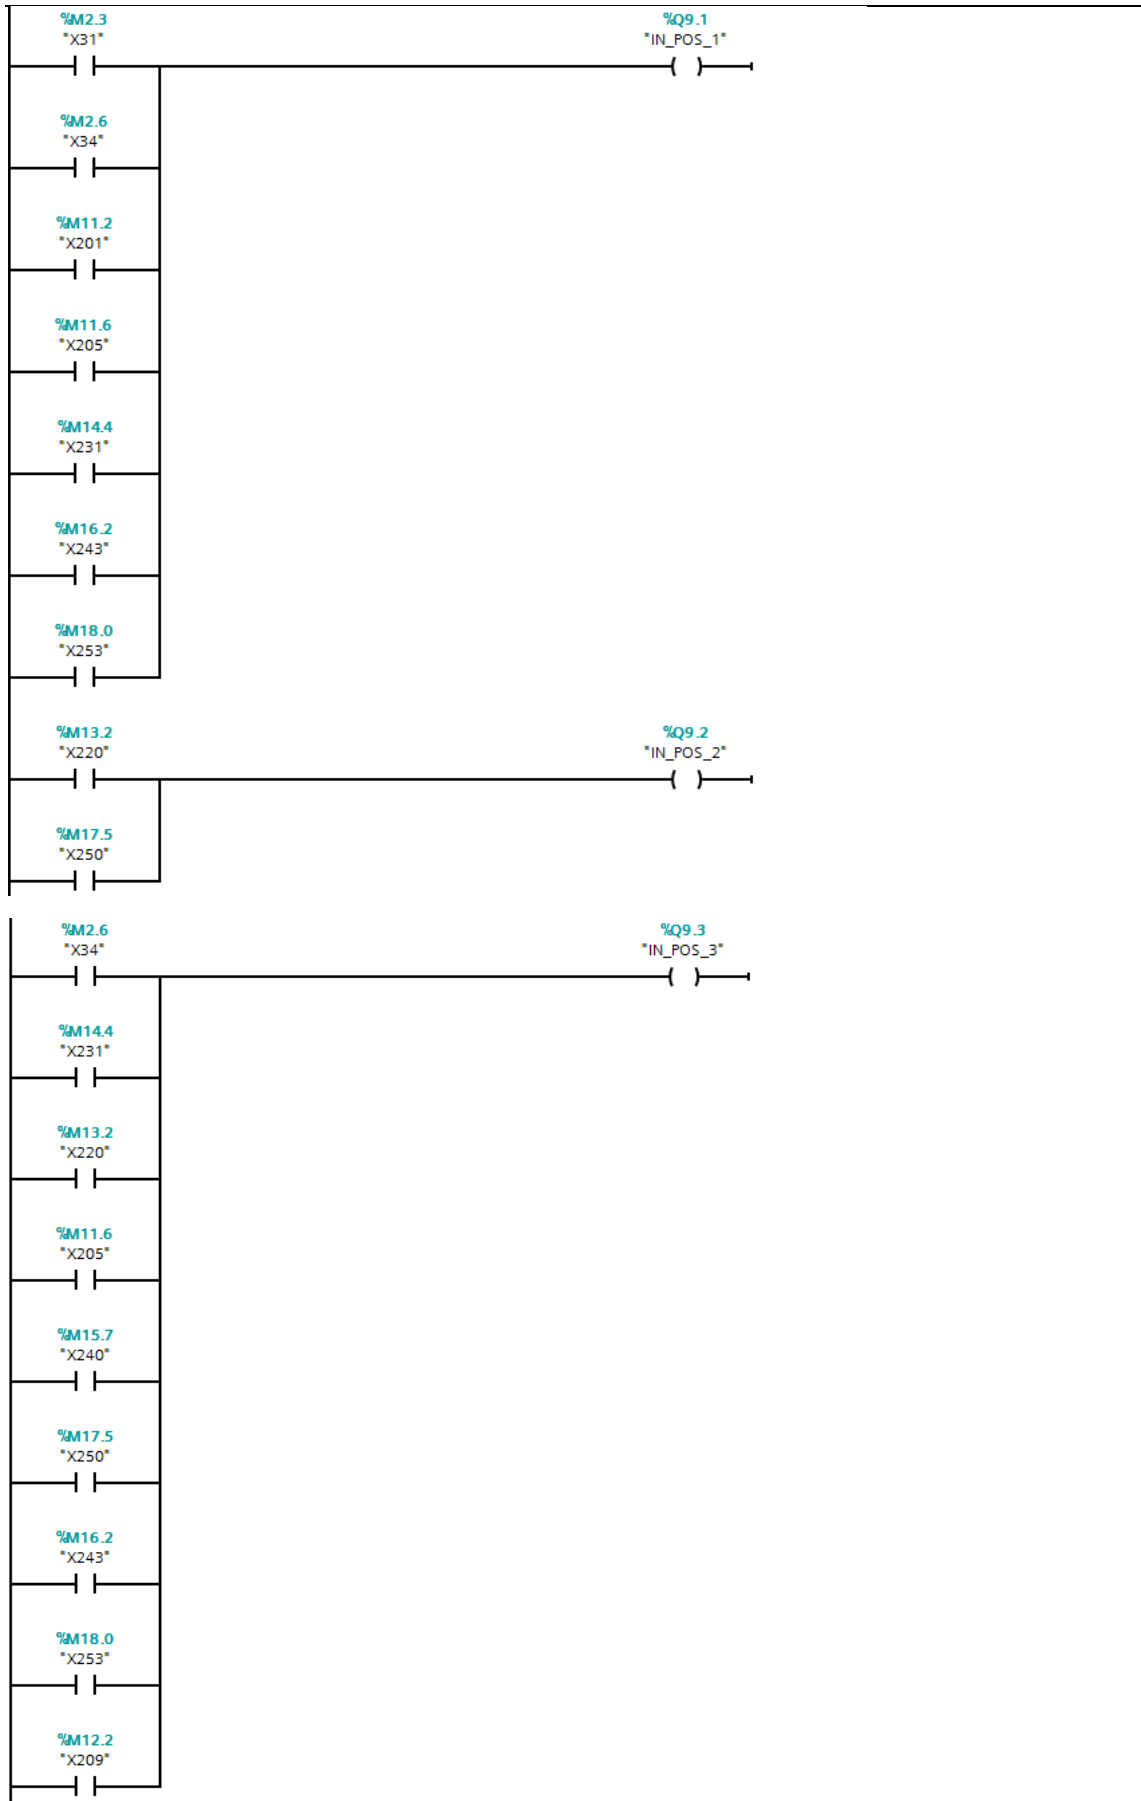 %M2.3
"X31"
%Q9.1
"IN_POS_1"
%M2.6
"X34"
%M11.2
"X201"
%M11.6
"X205"
%M14.4
"X231"
%M16.2
"X243"
%M18.0
"X253"
%M13.2
"X220"
%Q9.2
"IN_POS_2"
%M17.5
"X250"
%M2.6
"X34"
%Q9.3
"IN_POS_3"
%M14.4
"X231"
%M13.2
"X220"
%M11.6
"X205"
%M15.7
"X240"
%M17.5
"X250"
%M16.2
"X243"
%M18.0
"X253"
%M12.2
"X209"